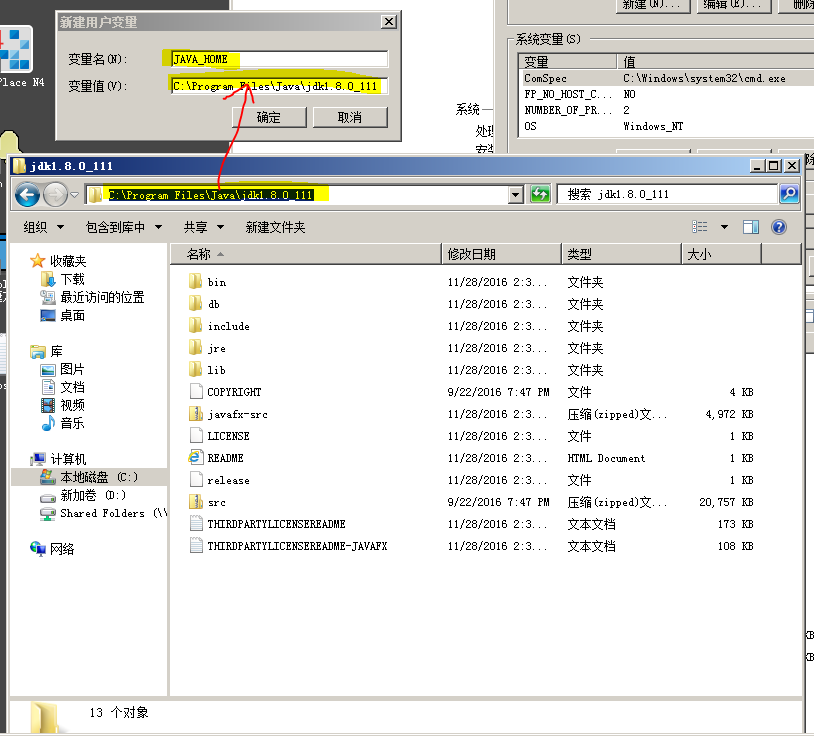 新建用户变量
变量名(N):
JAVA_HOME
变量值(V):
C:\Program Files\Java\jdk1.8.0_111
确定
取消
Place N4
新建(W)...
编辑(I)...
系统变量(S)
变量
值
ComSpec
C:\Windows\system32\cmd.exe
FP_NO_HOST_C...
NO
NUMBER_OF_PR...
2
OS
Windows_NT
系统
jdk1.8.0_111
C:\Program Files\Java\jdk1.8.0_111
搜索 jdk1.8.0_111
组织
包含到库中
共享
新建文件夹
收藏夹
下载
最近访问的位置
桌面
库
图片
文档
视频
音乐
计算机
本地磁盘 (C:)
新加卷 (D:)
Shared Folders (\\
网络
名称
修改日期
类型
大小
bin
11/28/2016 2:3...
文件夹
db
11/28/2016 2:3...
文件夹
include
11/28/2016 2:3...
文件夹
jre
11/28/2016 2:3...
文件夹
lib
11/28/2016 2:3...
文件夹
COPYRIGHT
9/22/2016 7:47 PM
文件
4 KB
javafx-src
11/28/2016 2:3...
压缩(zipped)文...
4,972 KB
LICENSE
11/28/2016 2:3...
文件
1 KB
README
11/28/2016 2:3...
HTML Document
1 KB
release
11/28/2016 2:3...
文件
1 KB
src
9/22/2016 7:47 PM
压缩(zipped)文...
20,757 KB
THIRDPARTYLICENSEREADME
11/28/2016 2:3...
文本文档
173 KB
THIRDPARTYLICENSEREADME-JAVAFX
11/28/2016 2:3...
文本文档
108 KB
13 个对象